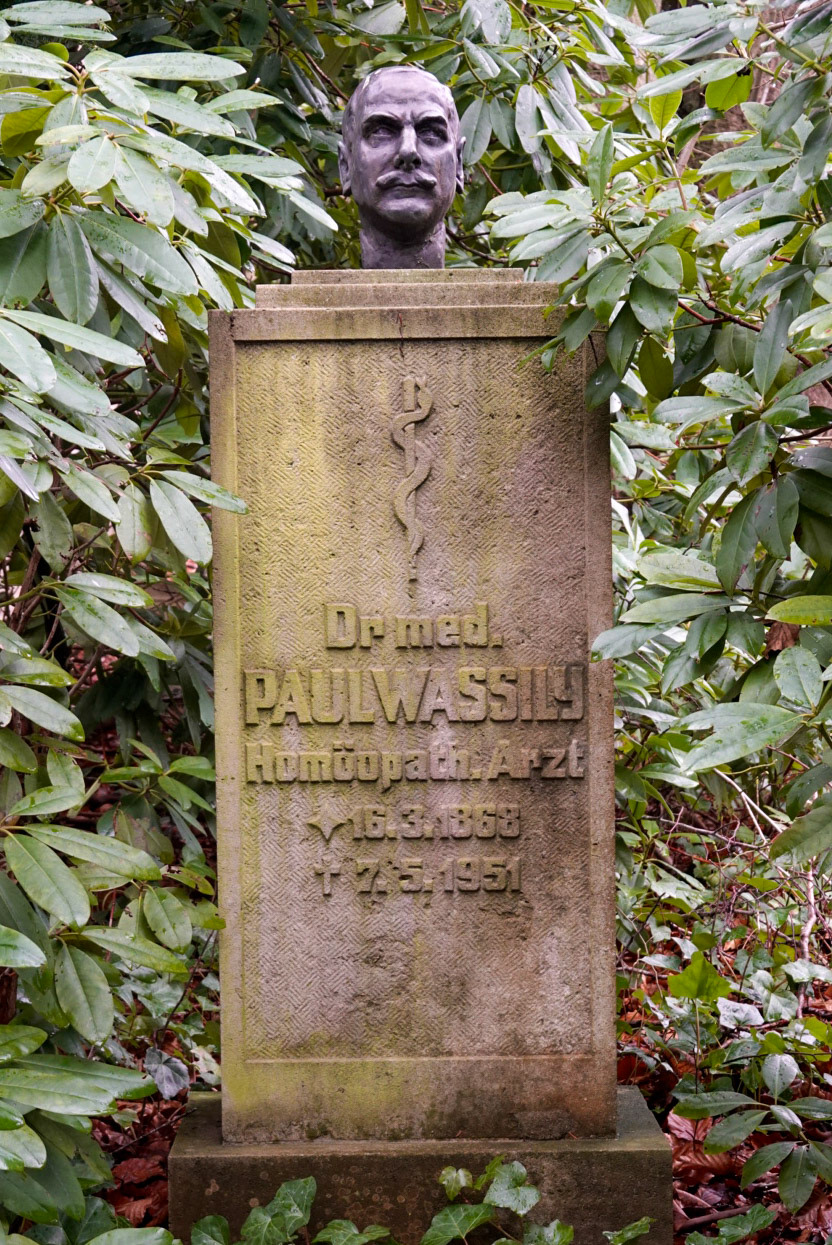 Dr. med.
PAUL WASSILY
Homöopath. Arzt
16.3.1868
† 7.5.1951